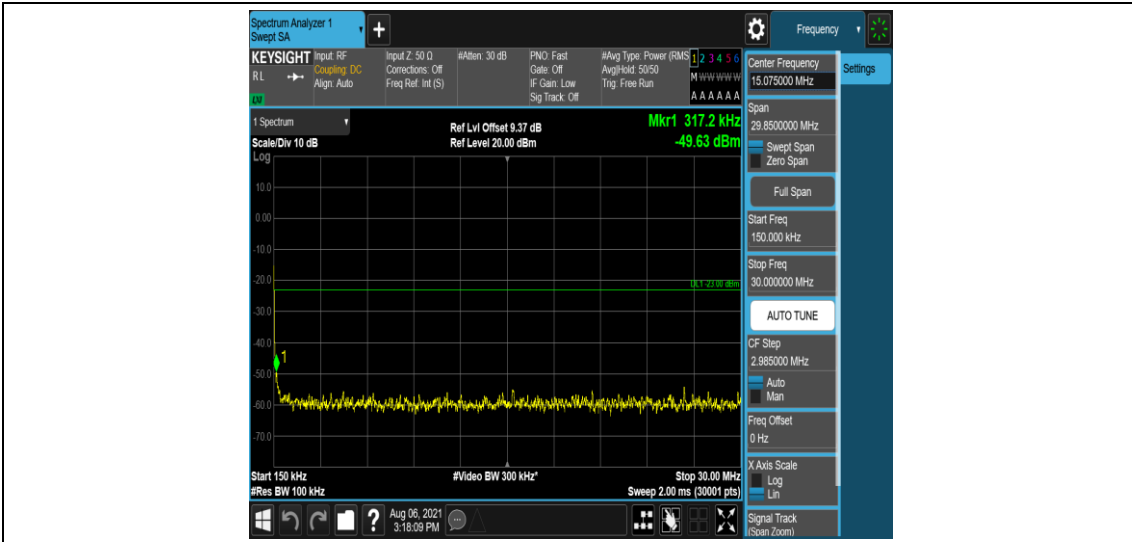 Spectrum Analyzer 1
Swept SA
+
Frequency
KEYSIGHT
RL
LXI
Input: RF
Coupling: DC
Align: Auto
Input Z: 50 Ω
Corrections: Off
Freq Ref: Int (S)
#Atten: 30 dB
PNO: Fast
Gate: Off
IF Gain: Low
Sig Track: Off
#Avg Type: Power (RMS
Avg|Hold: 50/50
Trig: Free Run
1 2 3 4 5 6
M W W W W W
A A A A A A
1 Spectrum
Scale/Div 10 dB
Log
Ref Lvl Offset 9.37 dB
Ref Level 20.00 dBm
Mkr1 317.2 kHz
-49.63 dBm
10.0
0.00
-10.0
-20.0
DL1 -23.00 dBm
-30.0
-40.0
1
-50.0
-60.0
-70.0
Start 150 kHz
#Video BW 300 kHz*
Stop 30.00 MHz
#Res BW 100 kHz
Sweep 2.00 ms (30001 pts)
?
Aug 06, 2021
3:18:09 PM
Center Frequency
15.075000 MHz
Settings
Span
29.8500000 MHz
Swept Span
Zero Span
Full Span
Start Freq
150.000 kHz
Stop Freq
30.000000 MHz
AUTO TUNE
CF Step
2.985000 MHz
Auto
Man
Freq Offset
0 Hz
X Axis Scale
Log
Lin
Signal Track
(Span Zoom)